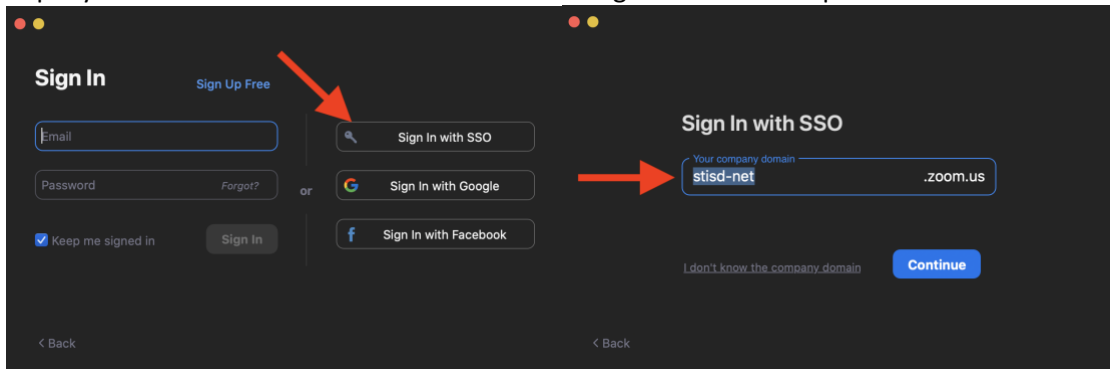 Sign In
Sign Up Free
Email
Password
Forgot?
Keep me signed in
Sign In
or
Sign In with SSO
G Sign In with Google
f Sign In with Facebook
< Back
Sign In with SSO
Your company domain
stisd-net .zoom.us
I don't know the company domain
Continue
< Back